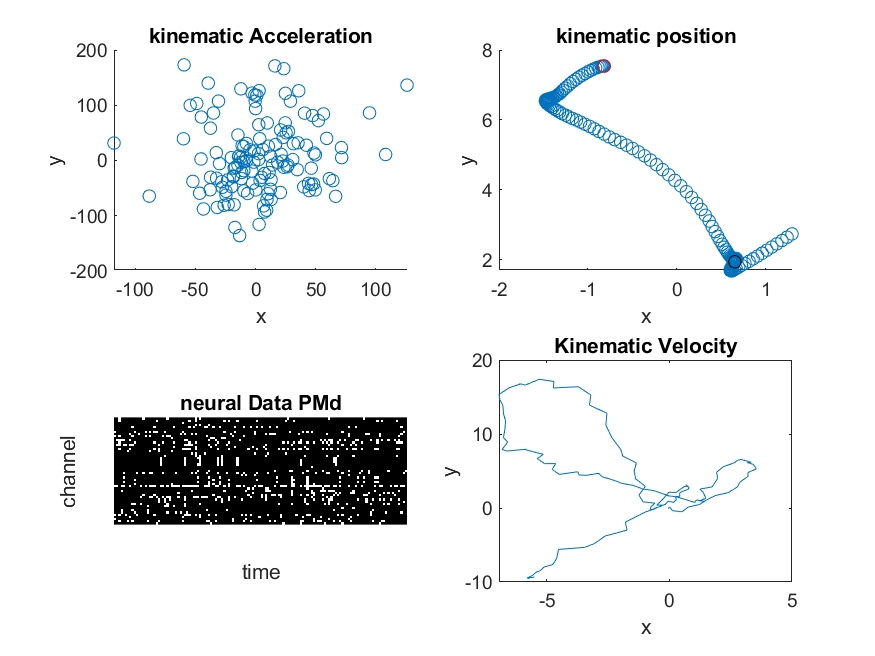 kinematic Acceleration
200
100
0
-100
-200
y
-100
-50
0
50
100
x
kinematic position
8
6
4
2
y
-2
-1
0
1
x
neural Data PMd
channel
time
Kinematic Velocity
20
10
0
-10
y
-5
0
5
x